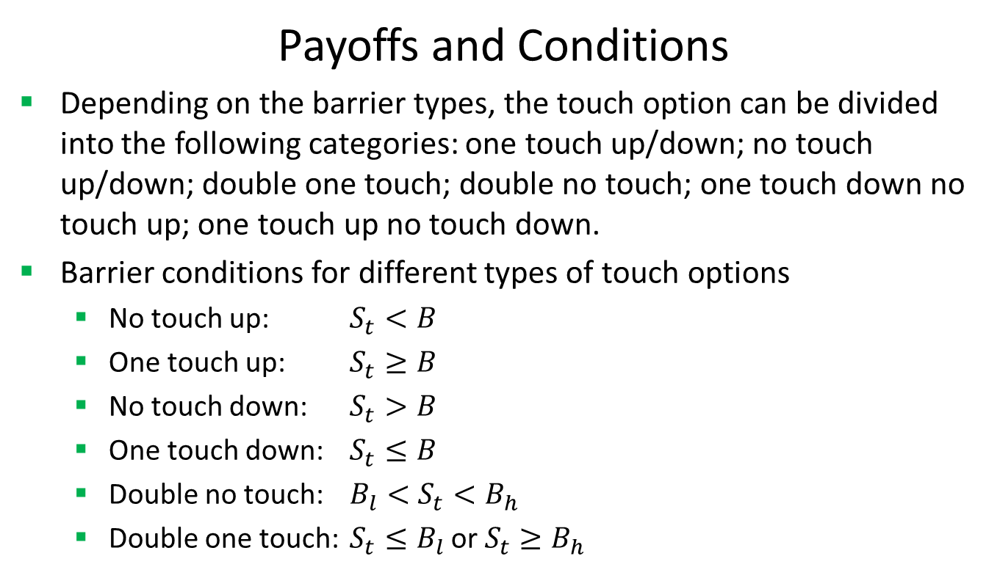 Payoffs and Conditions
▪ Depending on the barrier types, the touch option can be divided
into the following categories: one touch up/down; no touch
up/down; double one touch; double no touch; one touch down no
touch up; one touch up no touch down.
▪ Barrier conditions for different types of touch options
▪ No touch up: $S_t < B$
▪ One touch up: $S_t \geq B$
▪ No touch down: $S_t > B$
▪ One touch down: $S_t \leq B$
▪ Double no touch: $B_l < S_t < B_h$
▪ Double one touch: $S_t \leq B_l$ or $S_t \geq B_h$